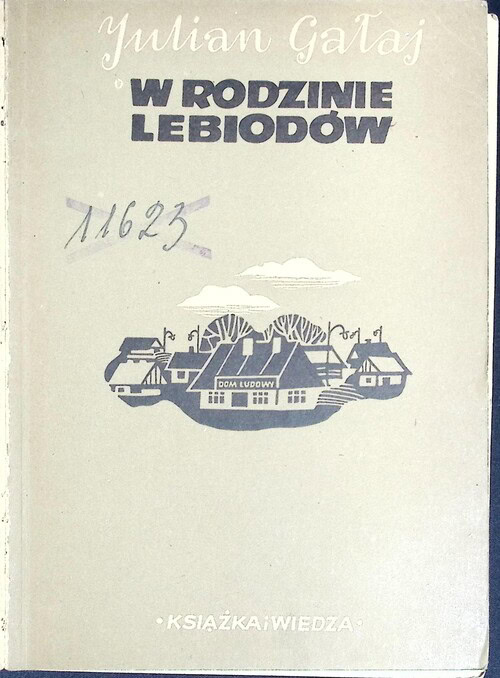 Julian Gałaj
W RODZINIE
LEBIODÓW
11623
DOM LUDOWY
• KSIĄŻKA i WIEDZA •